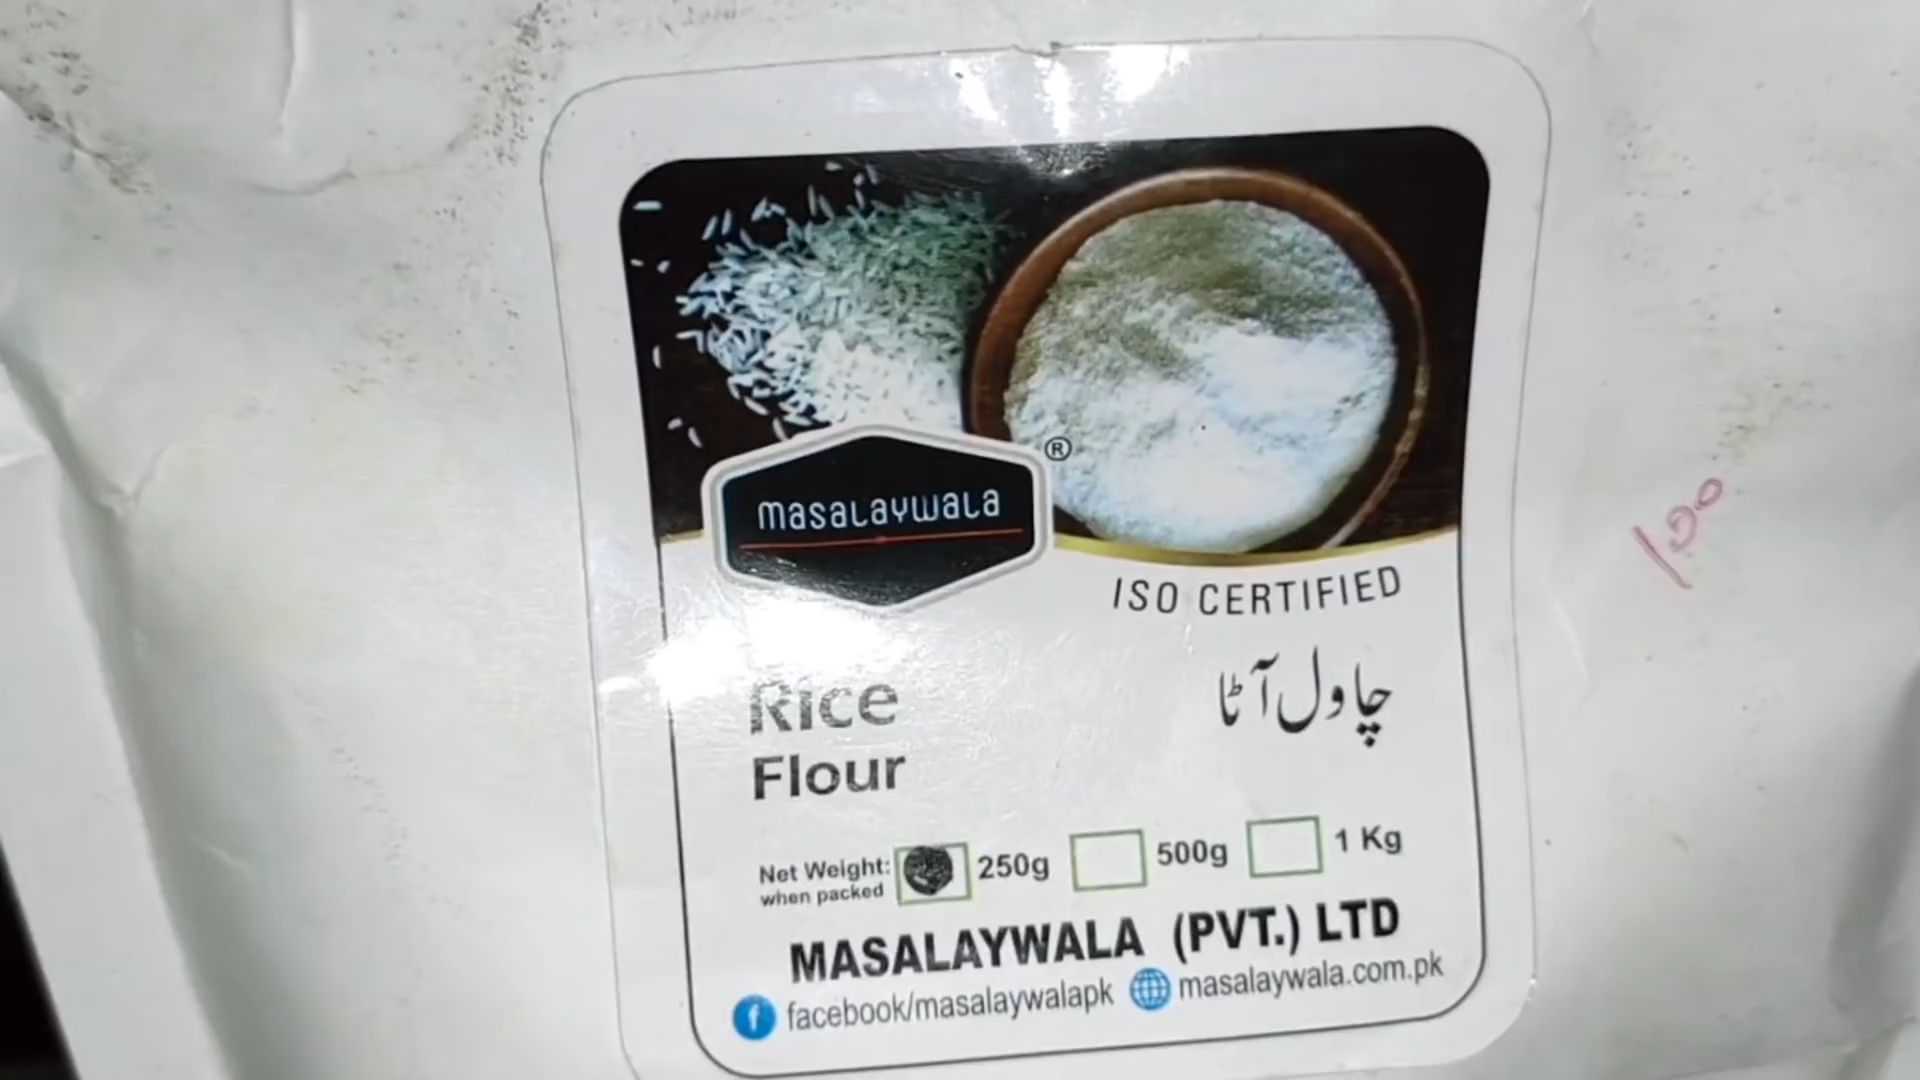 masalaywala ®
ISO CERTIFIED
Rice
Flour
چاول آٹا
Net Weight: 250g 500g 1 Kg
when packed
MASALAYWALA (PVT.) LTD
facebook/masalaywalapk masalaywala.com.pk